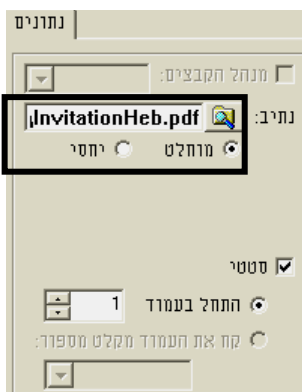 נתונים
מנהל הקבצים:
נתיב: InvitationHeb.pdf
מוחלט יחסי
סטטי
התחל בעמוד 1
קח את העמוד מקלט מספור: